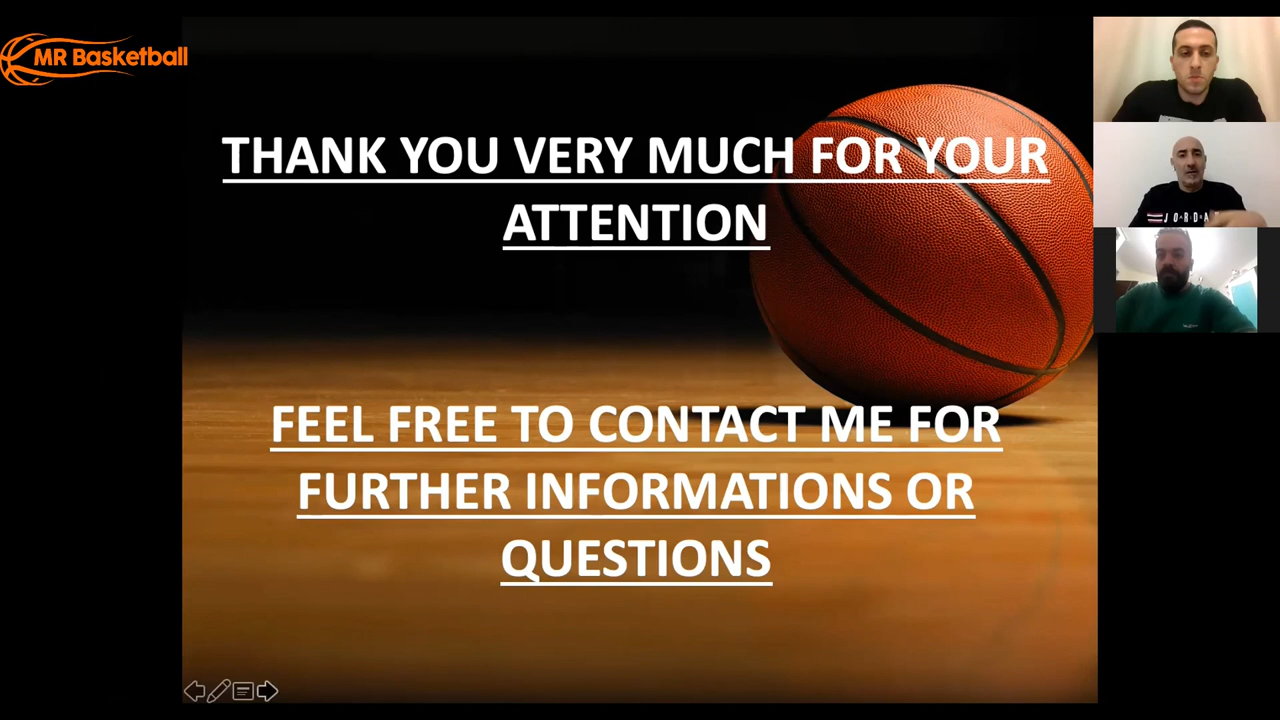 MR Basketball
THANK YOU VERY MUCH FOR YOUR
ATTENTION
JORDA
FEEL FREE TO CONTACT ME FOR
FURTHER INFORMATIONS OR
QUESTIONS